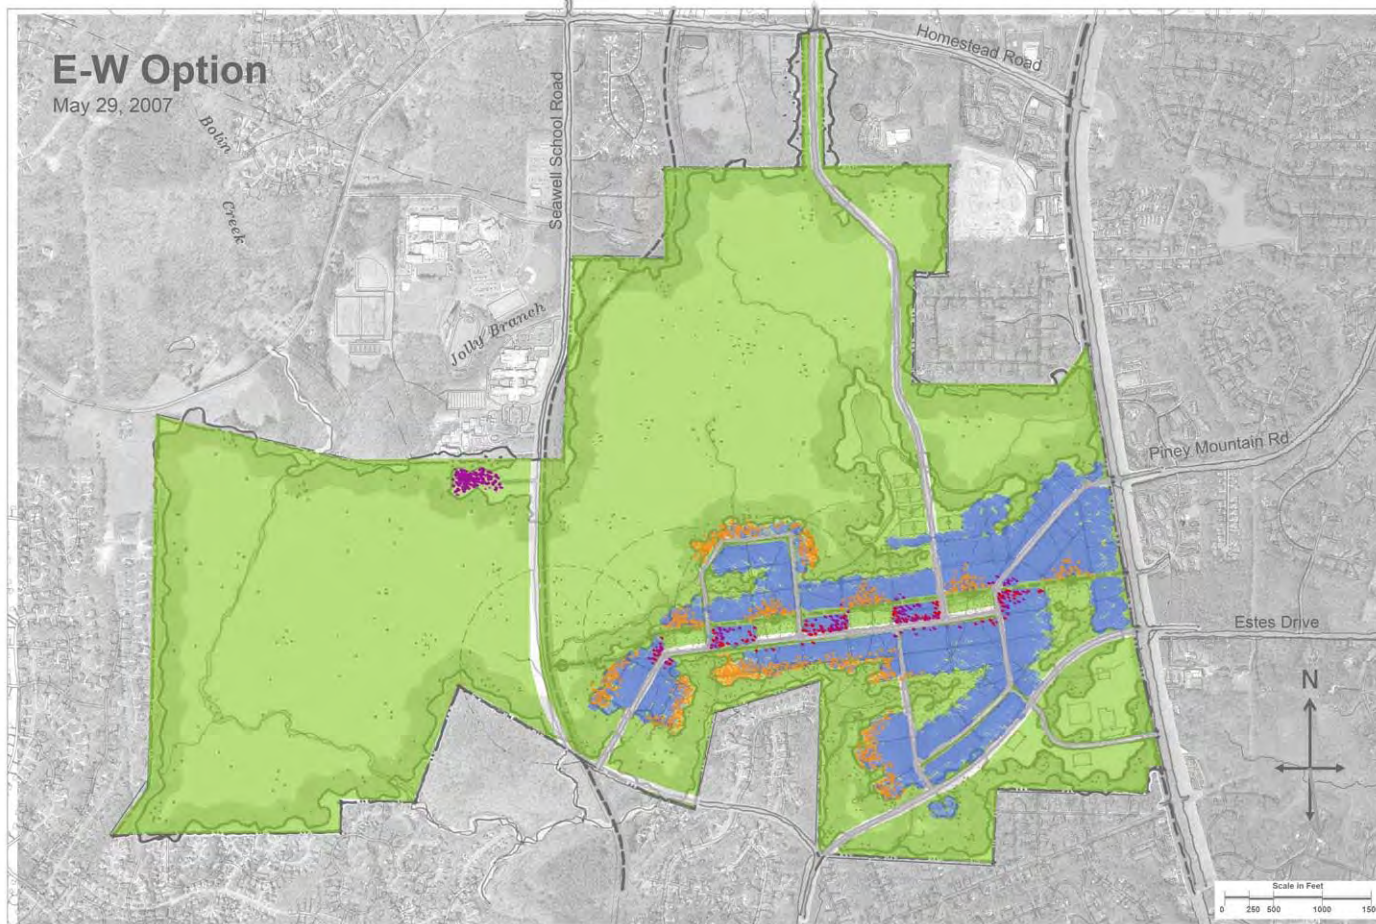 E-W Option
May 29, 2007
Homestead Road
Bolin
Creek
Seawell School Road
Jolly Branch
Piney Mountain Rd.
Estes Drive
N
Scale in Feet
0 250 500 1000 150